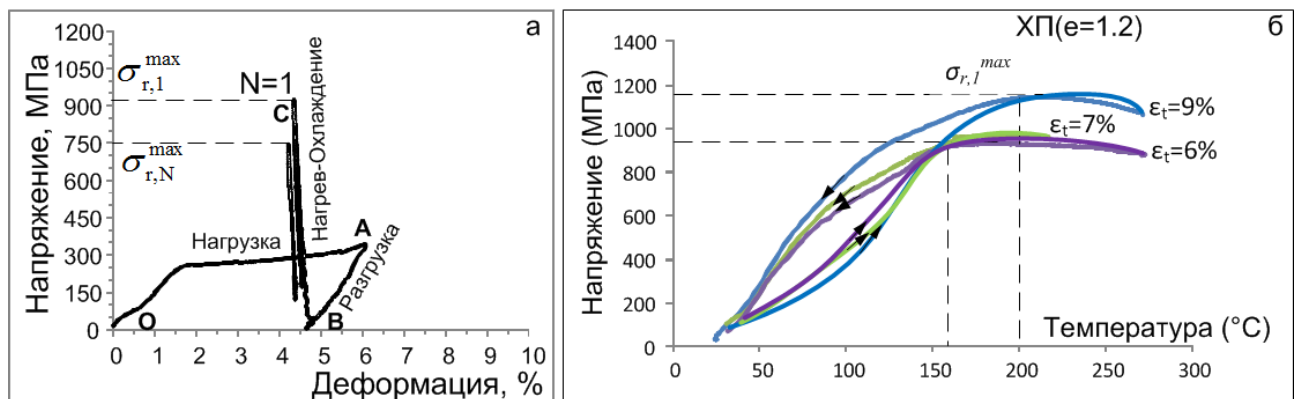 а
Напряжение, МПа
1200
1050
900
750
600
450
300
150
0
σr,1max
σr,Nmax
N=1
C
Нагрев-Охлаждение
Нагрузка
A
Разгрузка
O
B
0 1 2 3 4 5 6 7 8 9 10
Деформация, %
ХП(e=1.2)
б
Напряжение (МПа)
1400
1200
1000
800
600
400
200
0
σr,1max
εt=9%
εt=7%
εt=6%
Температура (°C)
0 50 100 150 200 250 300